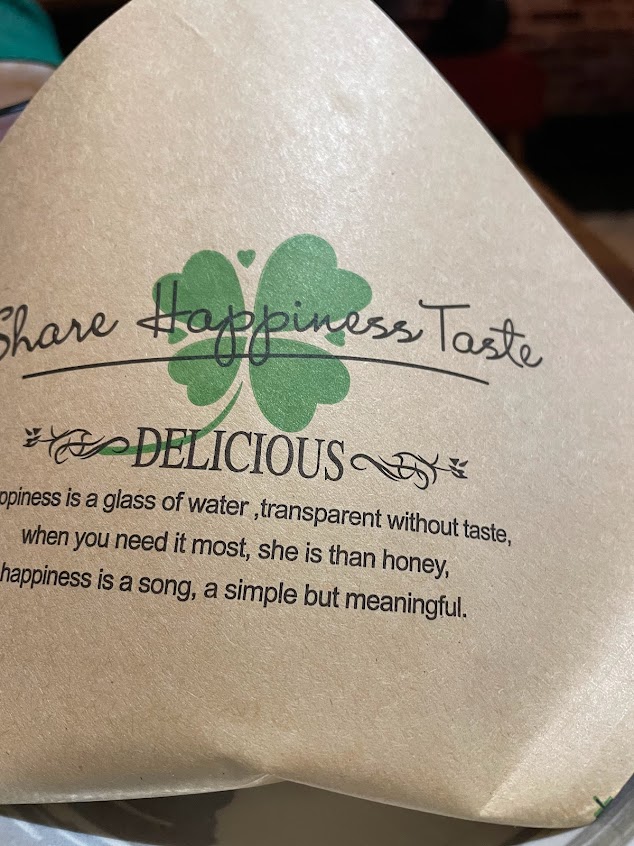 Share Happiness Taste
DELICIOUS
ppiness is a glass of water ,transparent without taste,
when you need it most, she is than honey,
happiness is a song, a simple but meaningful.